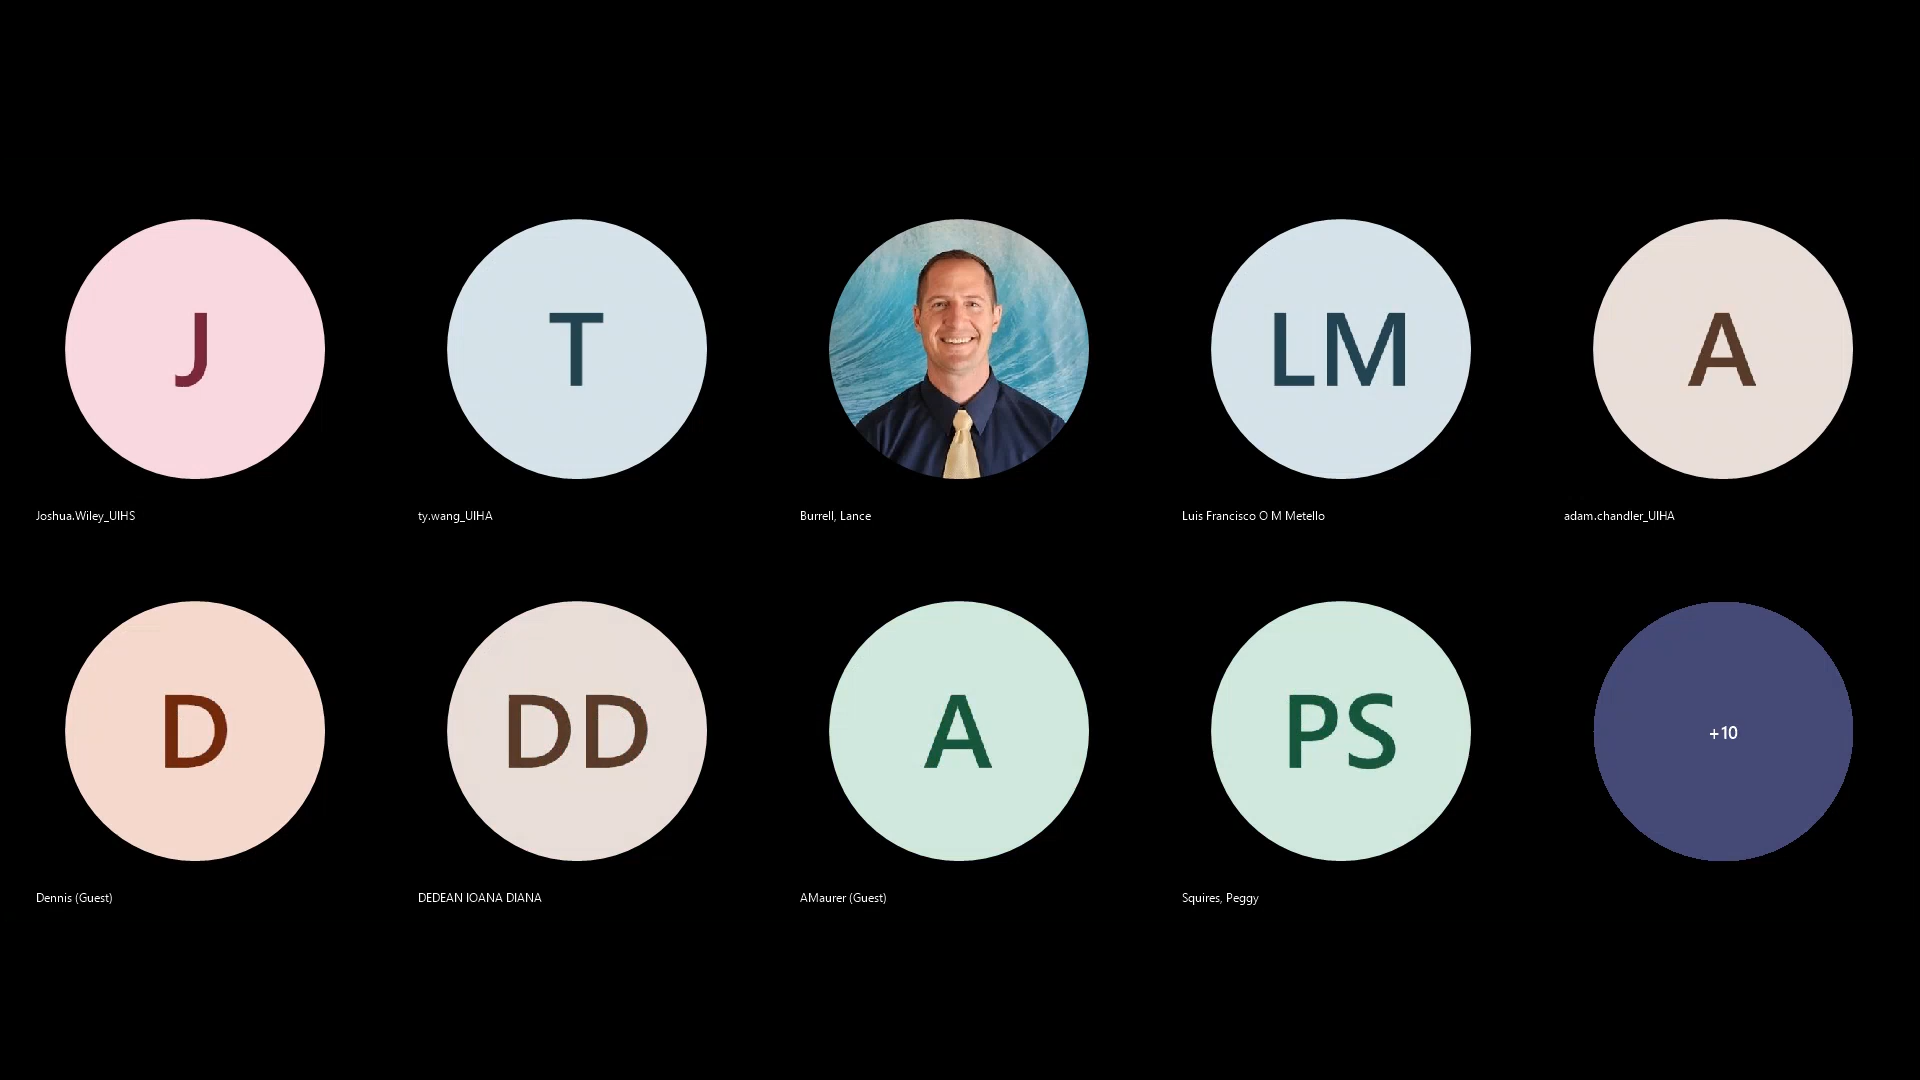 J
T
LM
A
Joshua.Wiley_UIHS
ty.wang_UIHA
Burrell, Lance
Luis Francisco O M Metello
adam.chandler_UIHA
D
DD
A
PS
+10
Dennis (Guest)
DEDEAN IOANA DIANA
AMaurer (Guest)
Squires, Peggy